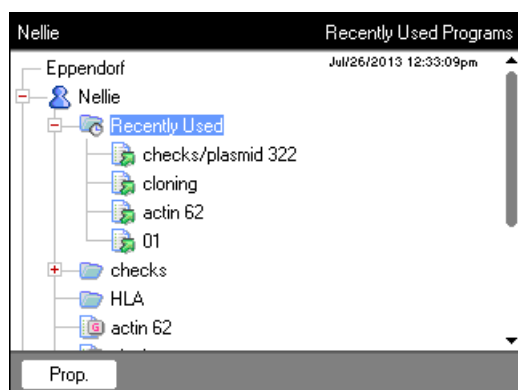 Nellie Recently Used Programs
Eppendorf Jul/26/2013 12:33:09pm
Nellie
Recently Used
checks/plasmid 322
cloning
actin 62
01
checks
HLA
actin 62
Prop.